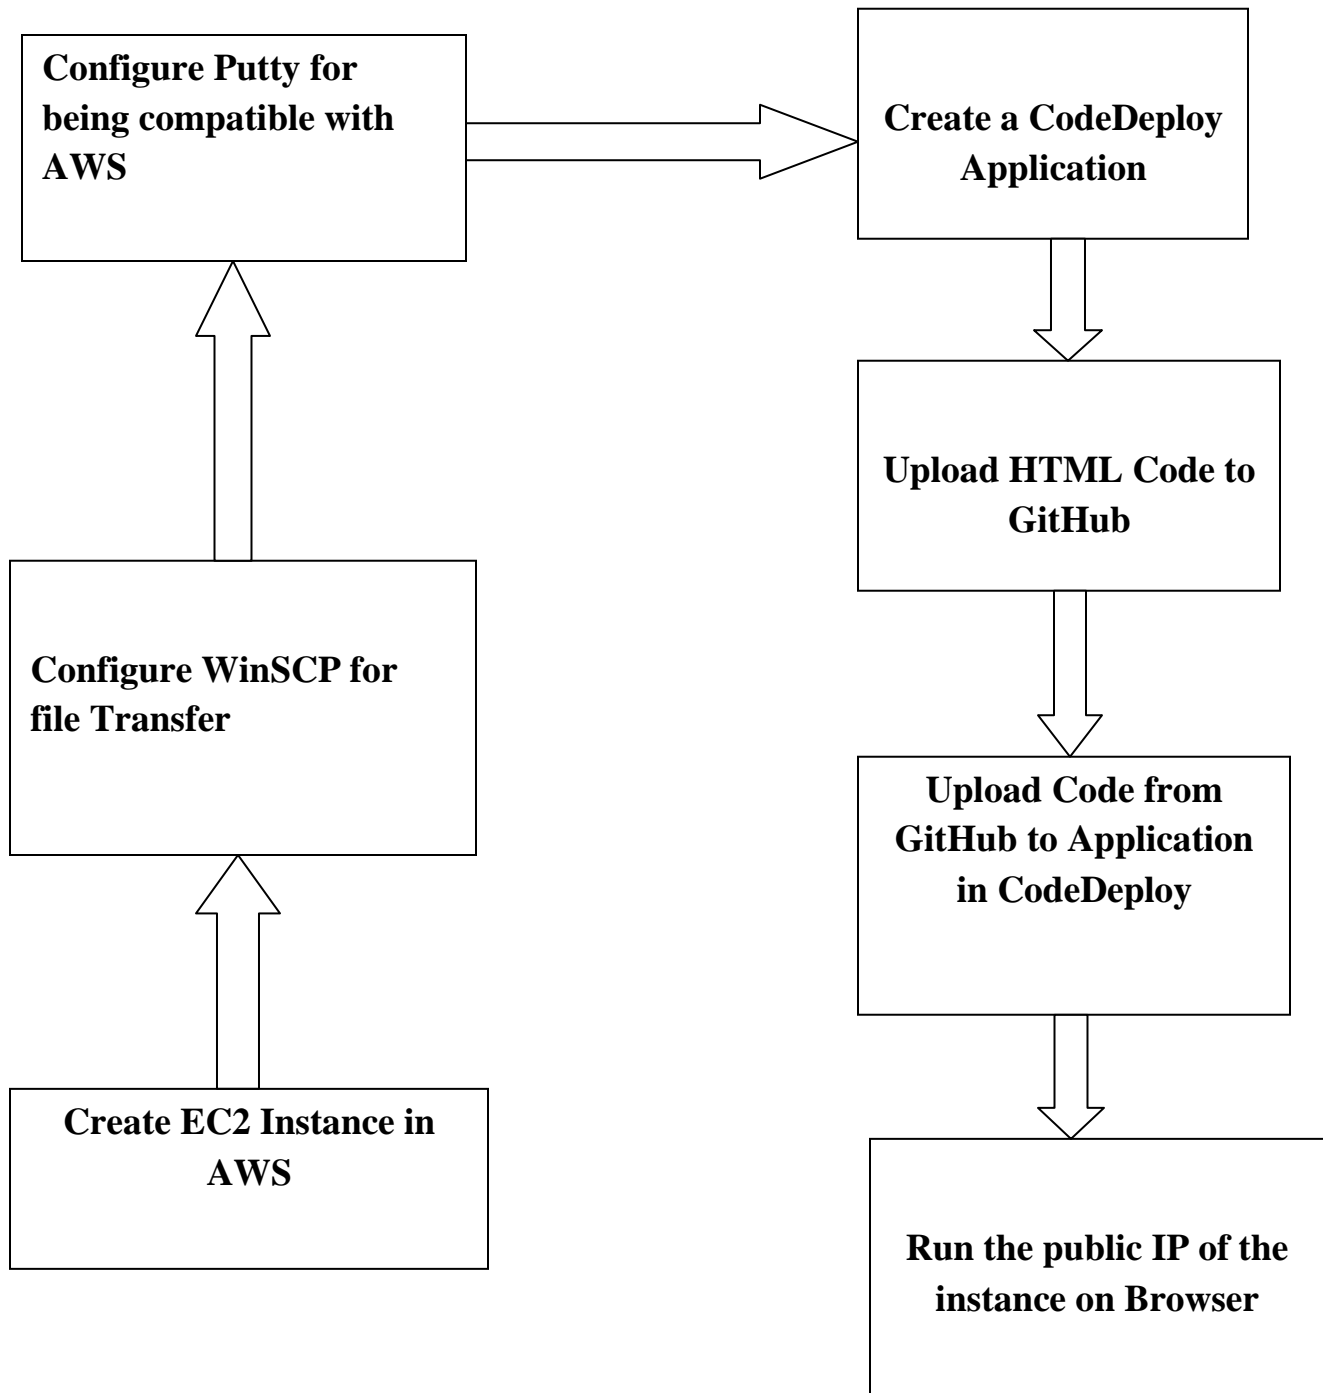 Configure Putty for
being compatible with
AWS
Create a CodeDeploy
Application
Upload HTML Code to
GitHub
Configure WinSCP for
file Transfer
Upload Code from
GitHub to Application
in CodeDeploy
Create EC2 Instance in
AWS
Run the public IP of the
instance on Browser